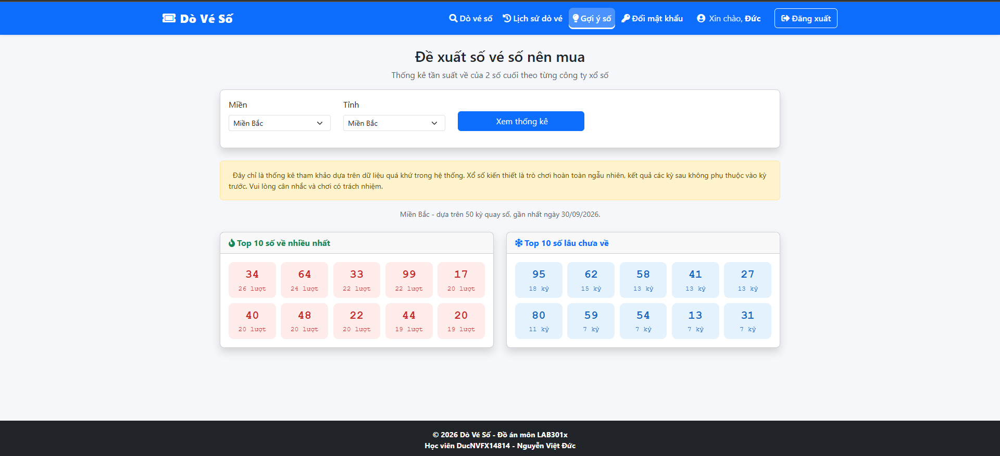 Dò Vé Số
Dò vé số
Lịch sử dò vé
Gợi ý số
Đổi mật khẩu
Xin chào, Đức
Đăng xuất
Đề xuất số vé số nên mua
Thống kê tần suất về của 2 số cuối theo từng công ty xổ số
Miền
Tỉnh
Miền Bắc
Miền Bắc
Xem thống kê
Đây chỉ là thống kê tham khảo dựa trên dữ liệu quá khứ trong hệ thống. Xổ số kiến thiết là trò chơi hoàn toàn ngẫu nhiên, kết quả các kỳ sau không phụ thuộc vào kỳ
trước. Vui lòng cân nhắc và chơi có trách nhiệm.
Miền Bắc - dựa trên 50 kỳ quay số, gần nhất ngày 30/09/2026.
Top 10 số về nhiều nhất
34 64 33 99 17
26 lượt 24 lượt 22 lượt 22 lượt 20 lượt
40 48 22 44 20
20 lượt 20 lượt 20 lượt 19 lượt 19 lượt
Top 10 số lâu chưa về
95 62 58 41 27
18 kỳ 15 kỳ 13 kỳ 13 kỳ 13 kỳ
80 59 54 13 31
11 kỳ 7 kỳ 7 kỳ 7 kỳ 7 kỳ
© 2026 Dò Vé Số - Đồ án môn LAB301x
Học viên DucNVFX14814 - Nguyễn Việt Đức